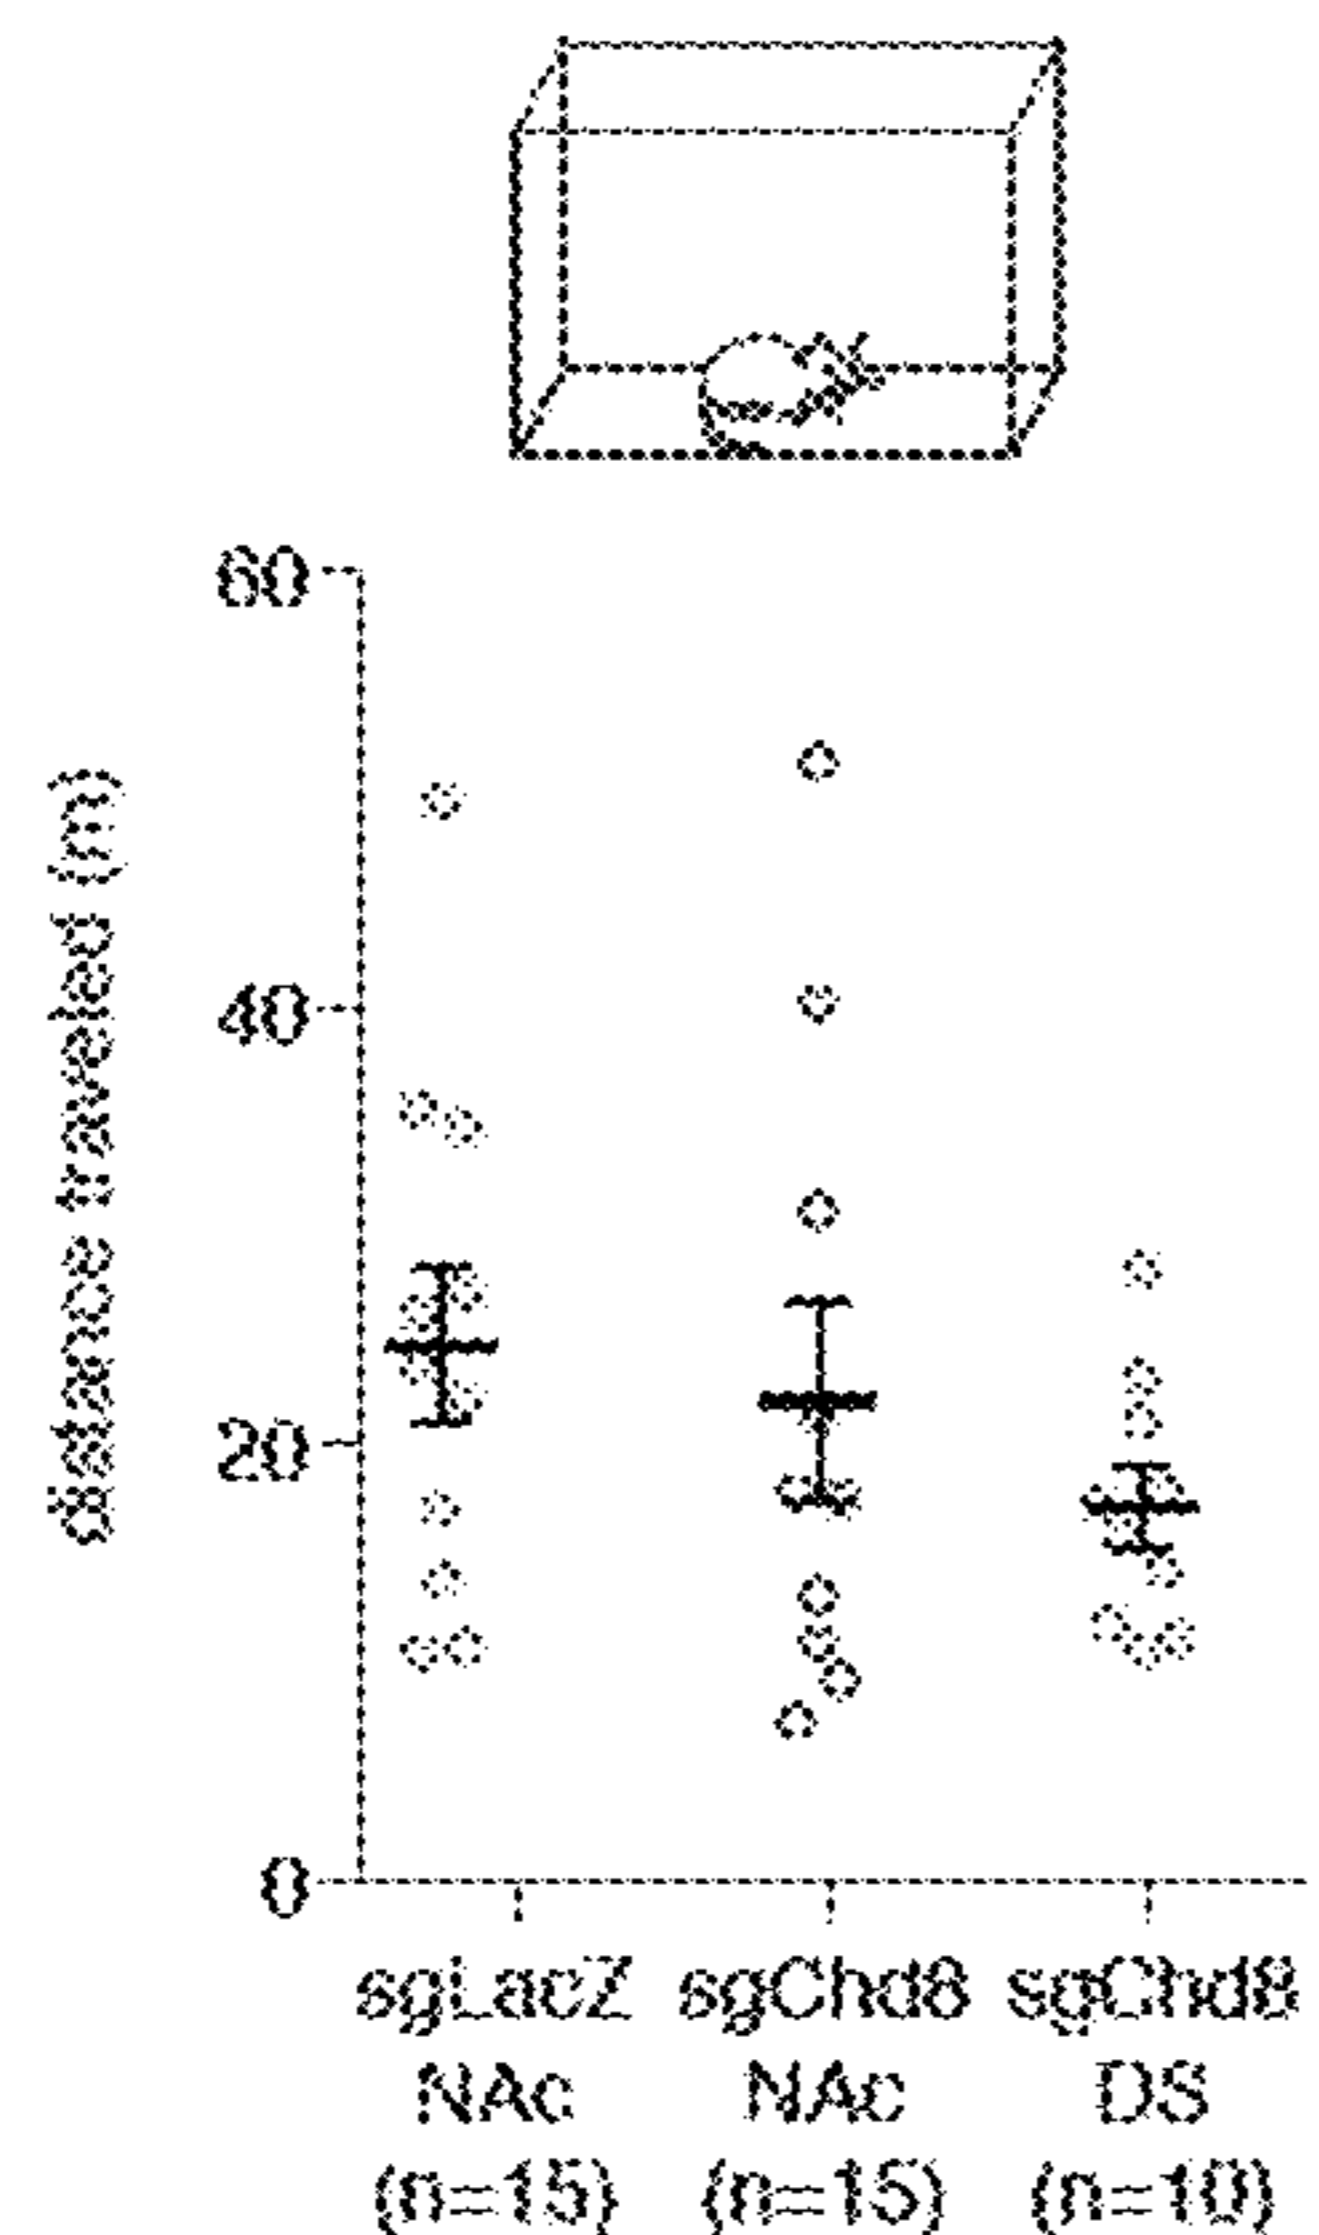 60
distance traveled (m)
40
20
0
sgLacZ sgChd8 sgChd8
NAc NAc DS
(n=15) (n=15) (n=10)